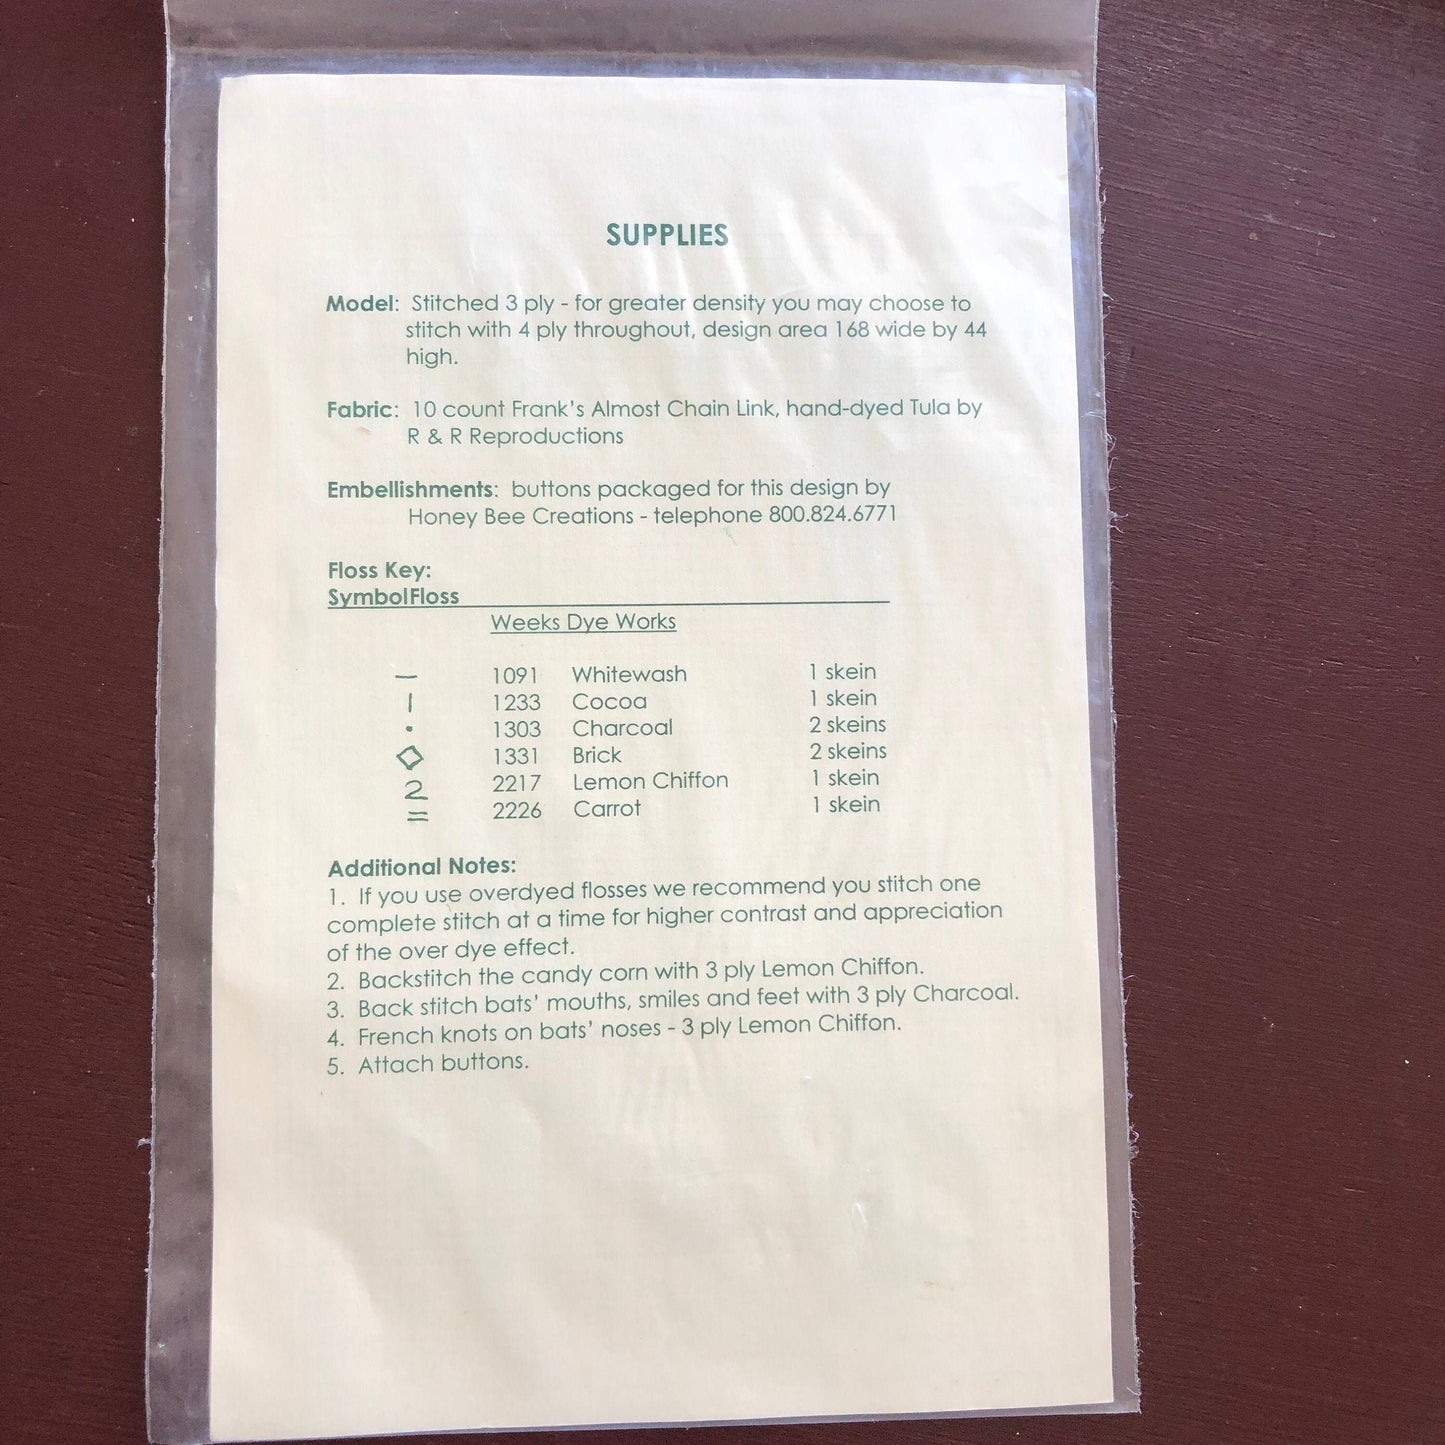 SUPPLIES
Model: Stitched 3 ply - for greater density you may choose to
stitch with 4 ply throughout, design area 168 wide by 44
high.
Fabric: 10 count Frank's Almost Chain Link, hand-dyed Tula by
R & R Reproductions
Embellishments: buttons packaged for this design by
Honey Bee Creations - telephone 800.824.6771
Floss Key:
SymbolFloss
Weeks Dye Works
— 1091 Whitewash 1 skein
| 1233 Cocoa 1 skein
• 1303 Charcoal 2 skeins
◇ 1331 Brick 2 skeins
2 2217 Lemon Chiffon 1 skein
= 2226 Carrot 1 skein
Additional Notes:
1. If you use overdyed flosses we recommend you stitch one
complete stitch at a time for higher contrast and appreciation
of the over dye effect.
2. Backstitch the candy corn with 3 ply Lemon Chiffon.
3. Back stitch bats' mouths, smiles and feet with 3 ply Charcoal.
4. French knots on bats' noses - 3 ply Lemon Chiffon.
5. Attach buttons.